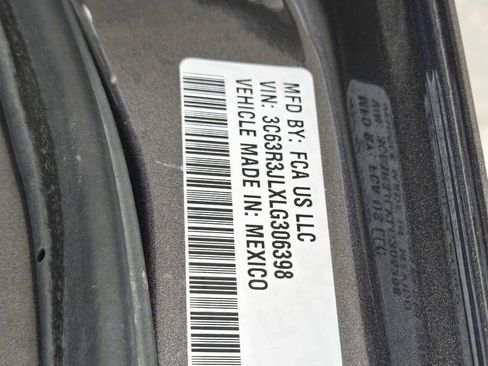 MFD BY: FCA US LLC
VIN: 3C63R3JLXLG306398
VEHICLE MADE IN: MEXICO